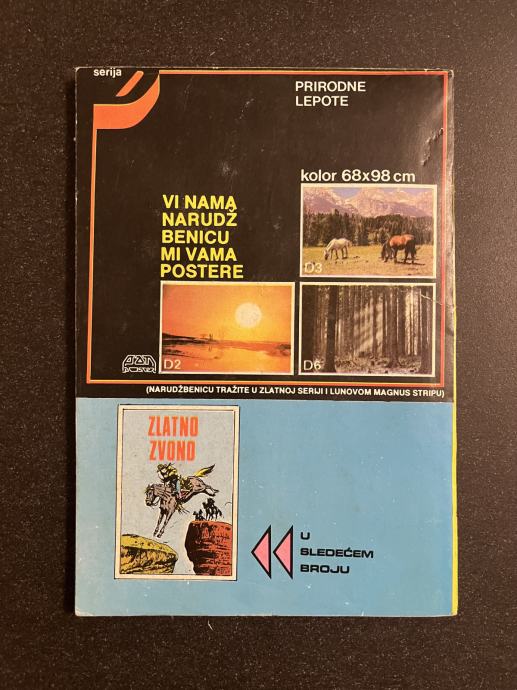 serija
PRIRODNE
LEPOTE
kolor 68x98 cm
VI NAMA
NARUDŽ
BENICU
MI VAMA
POSTERE
D3
D2
D6
(NARUDŽBENICU TRAŽITE U ZLATNOJ SERIJI I LUNOVOM MAGNUS STRIPU)
ZLATNO
ZVONO
U
SLEDEĆEM
BROJU